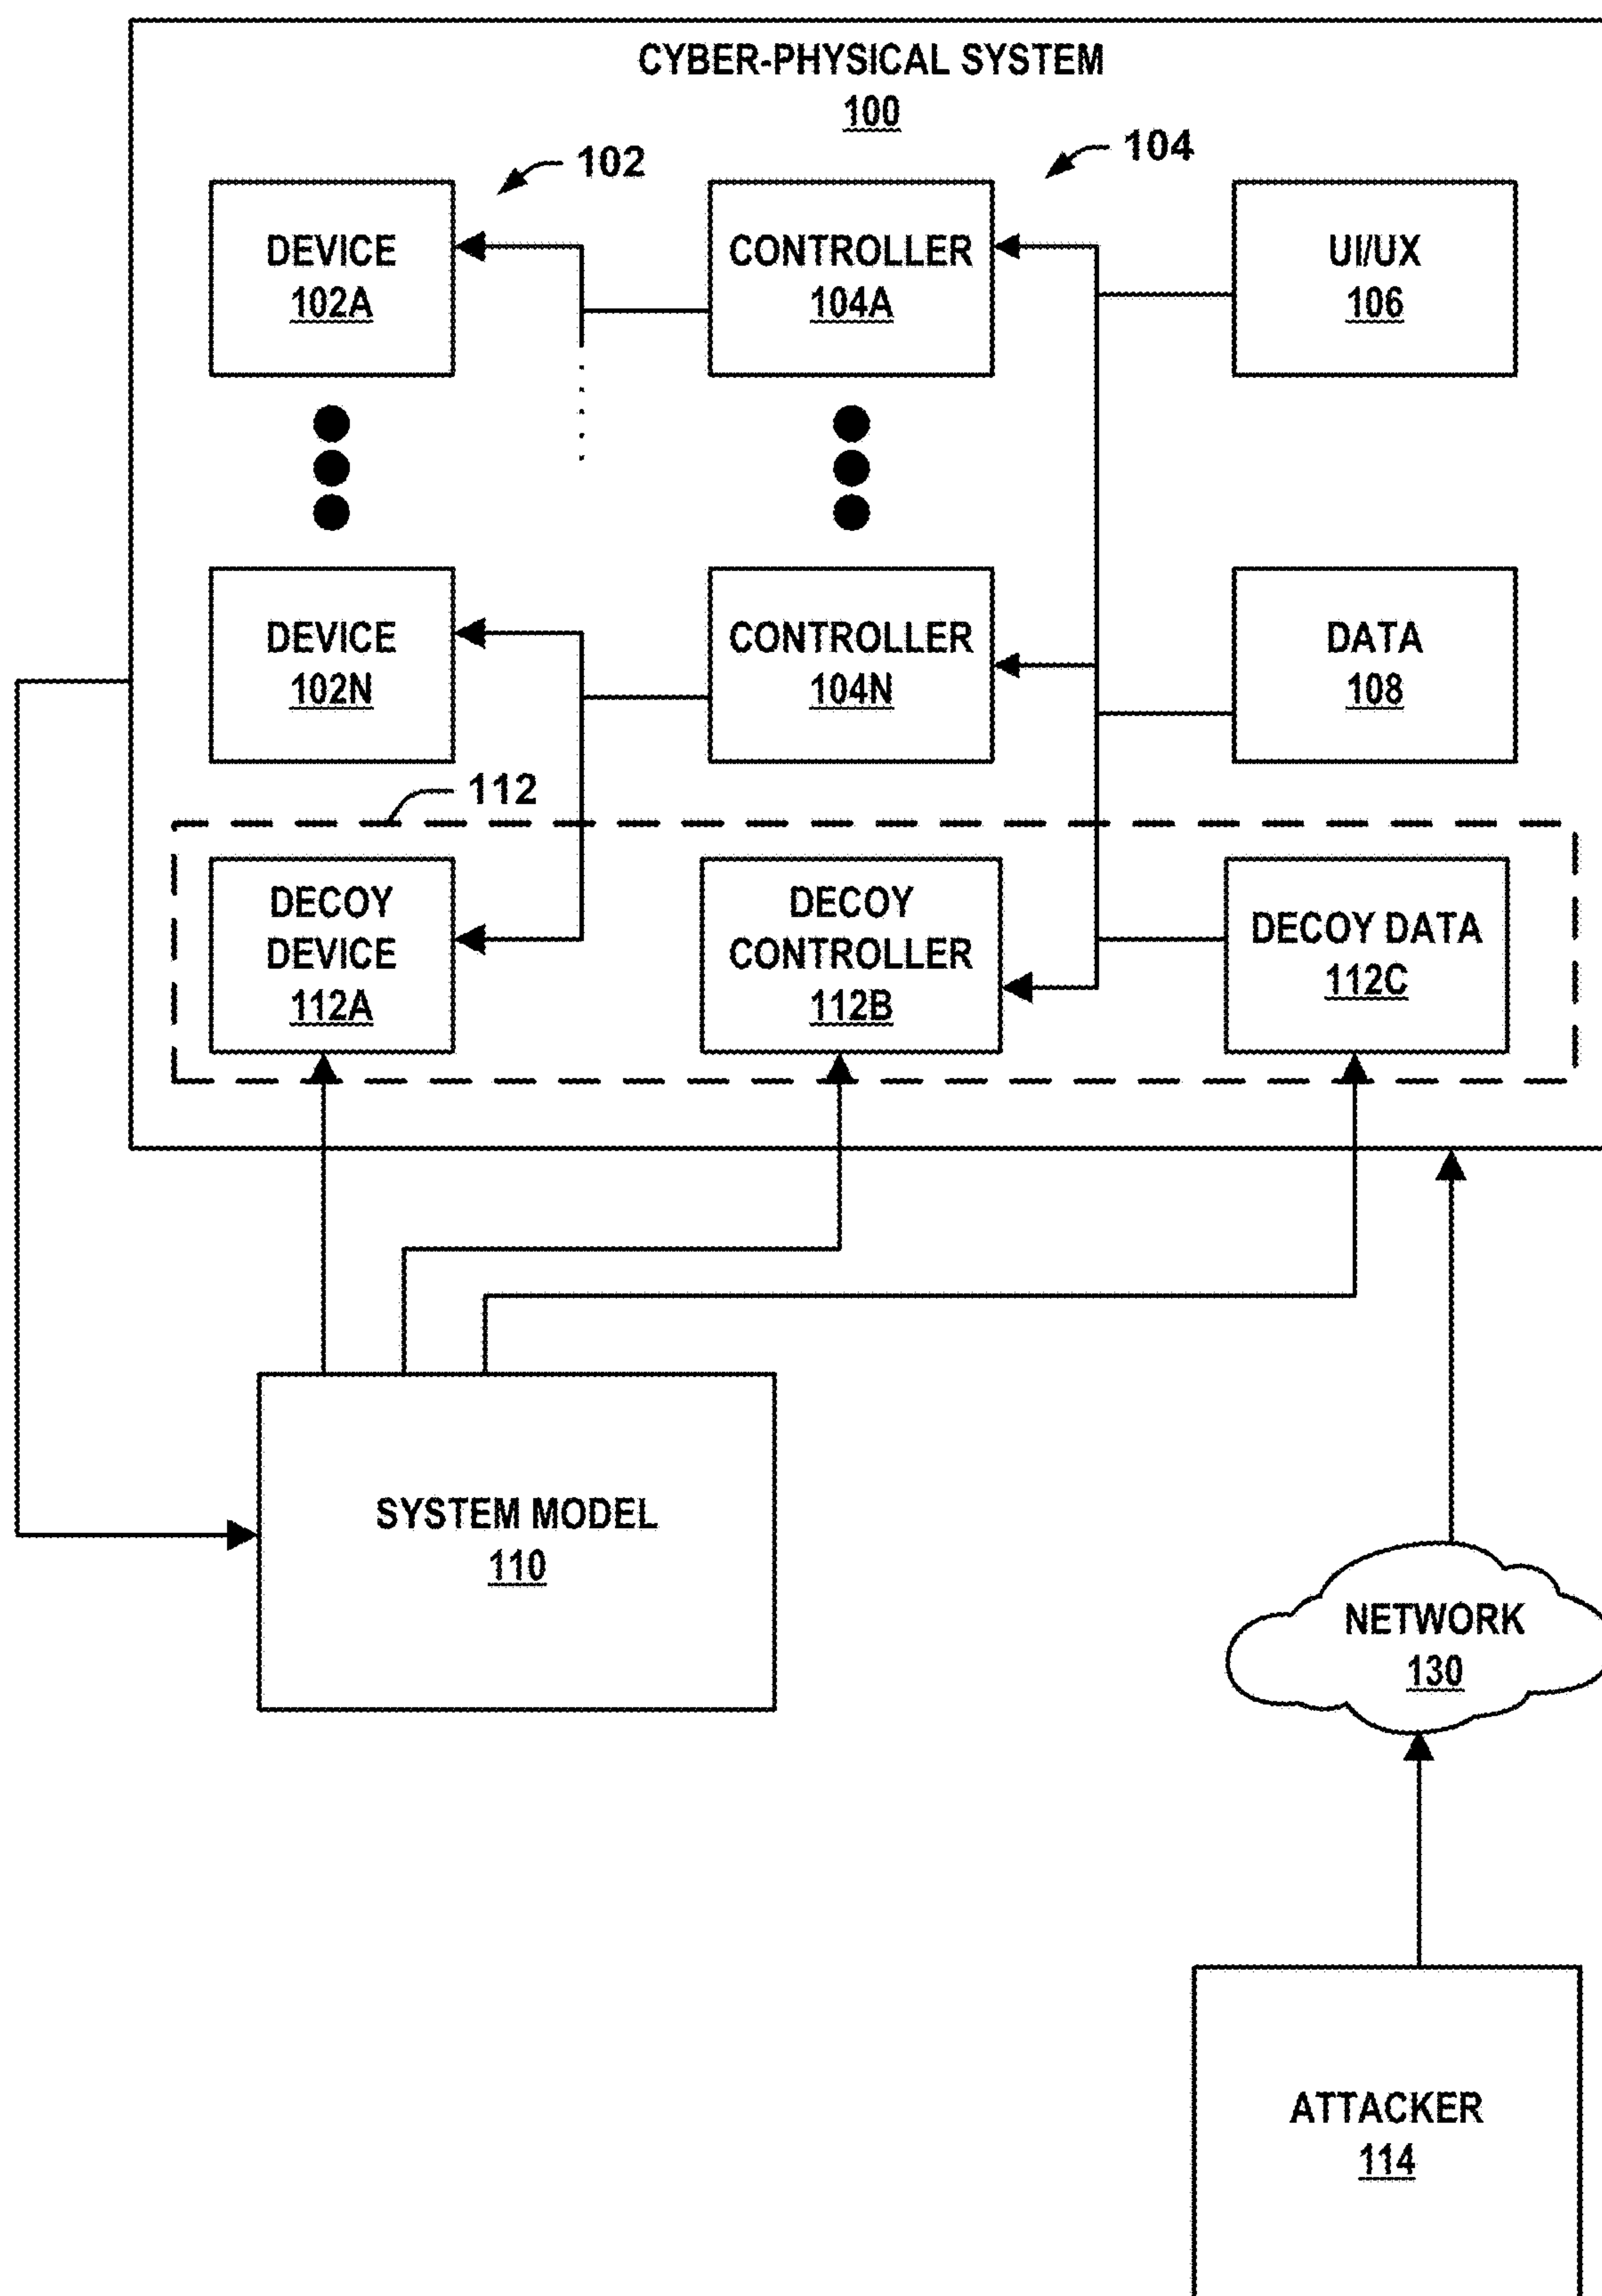 CYBER-PHYSICAL SYSTEM
100
102
104
DEVICE
102A
CONTROLLER
104A
UI/UX
106
DEVICE
102N
CONTROLLER
104N
DATA
108
112
DECOY
DEVICE
112A
DECOY
CONTROLLER
112B
DECOY DATA
112C
SYSTEM MODEL
110
NETWORK
130
ATTACKER
114